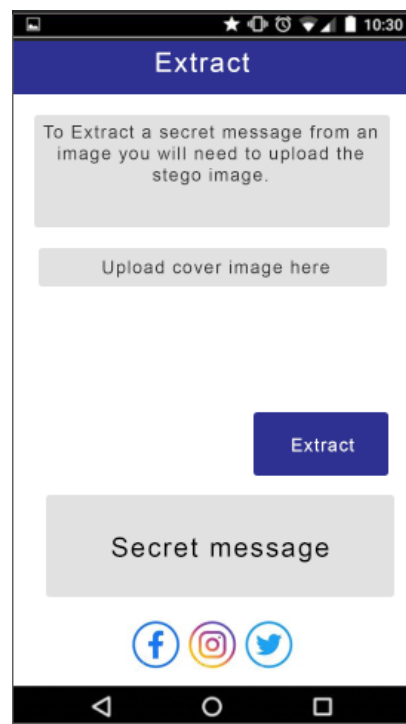 10:30
Extract
To Extract a secret message from an
image you will need to upload the
stego image.
Upload cover image here
Extract
Secret message